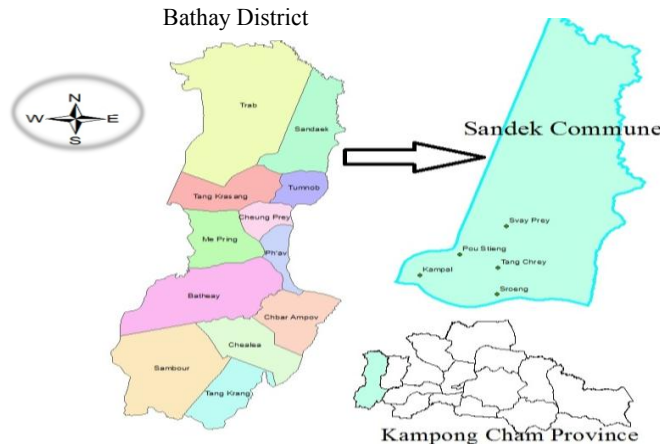 Bathay District
N
W E
S
Trab
Sandaek
Tang Krasang
Tumnob
Cheung Prey
Me Pring
Ph'av
Bathay
Chbar Ampov
Chealea
Sambour
Tang Krang
Sandek Commune
Svay Prey
Pou Stieng
Tang Chrey
Kampel
Sroeng
Kampong Cham Province